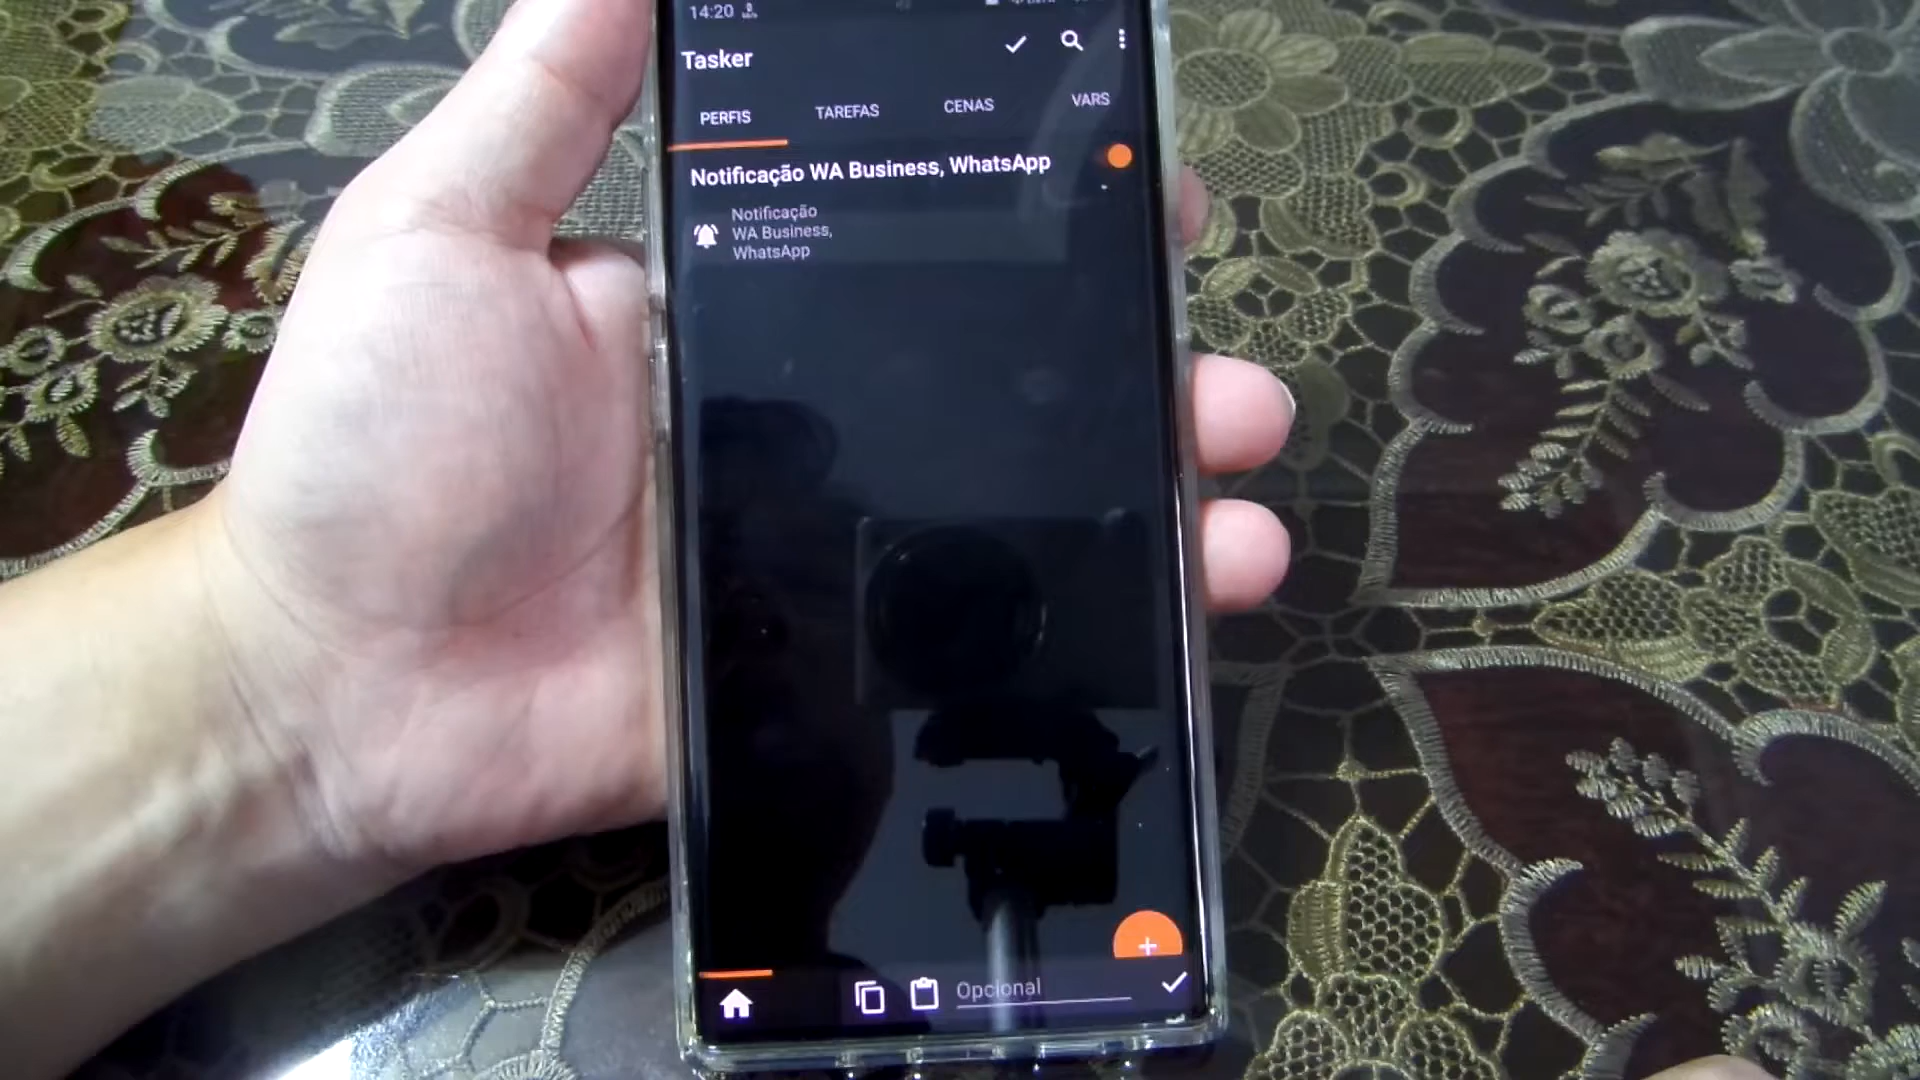 14:20
Tasker
PERFIS TAREFAS CENAS VARS
Notificação WA Business, WhatsApp
Notificação
WA Business,
WhatsApp
Opcional